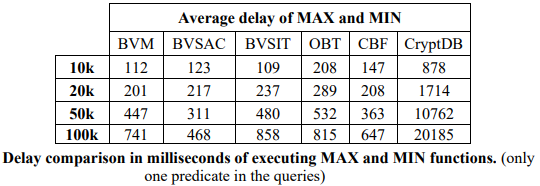 Average delay of MAX and MIN
BVM BVSAC BVSIT OBT CBF CryptDB
10k 112 123 109 208 147 878
20k 201 217 237 289 208 1714
50k 447 311 480 532 363 10762
100k 741 468 858 815 647 20185
Delay comparison in milliseconds of executing MAX and MIN functions. (only
one predicate in the queries)